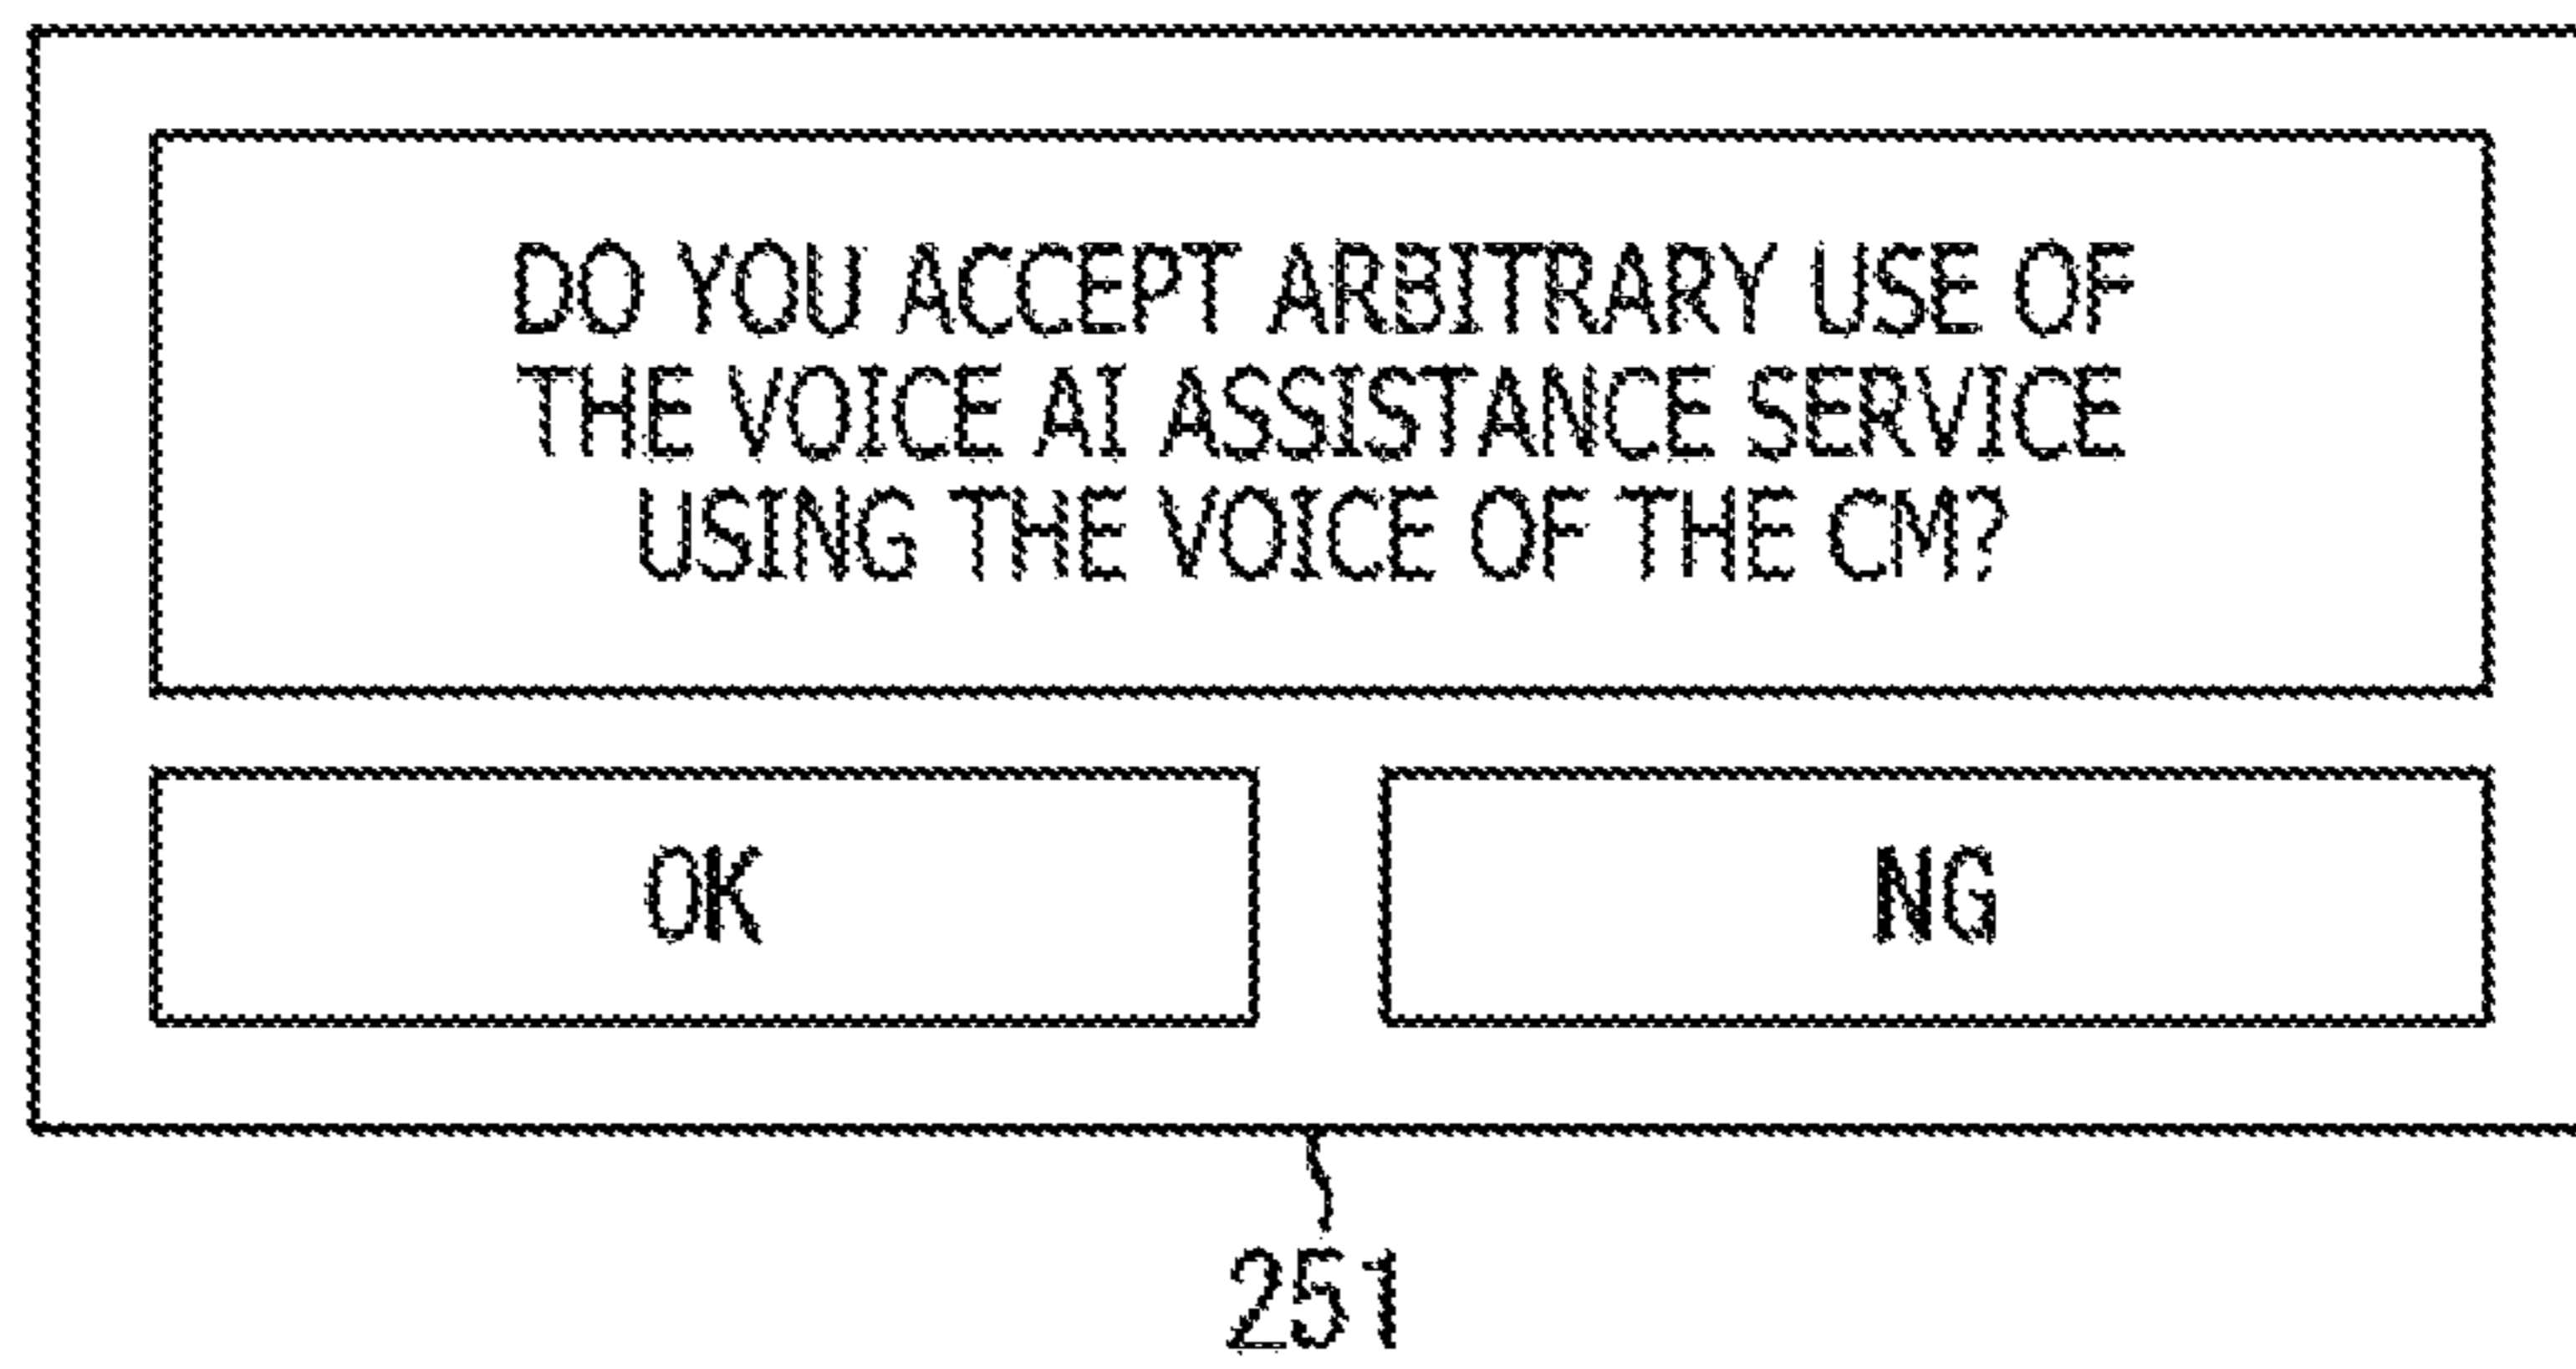 DO YOU ACCEPT ARBITRARY USE OF
THE VOICE AI ASSISTANCE SERVICE
USING THE VOICE OF THE CM?
OK
NG
251